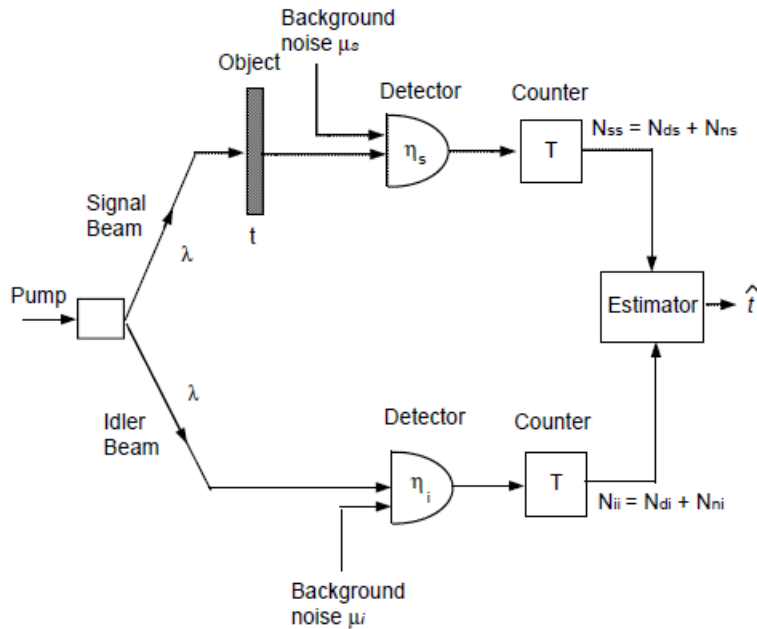 Background
noise μs
Object
Detector
Counter
Nss = Nds + Nns
ηs
T
Signal
Beam
λ
t
Pump
Estimator
t̂
λ
Idler
Beam
Detector
Counter
ηi
T
Nii = Ndi + Nni
Background
noise μi